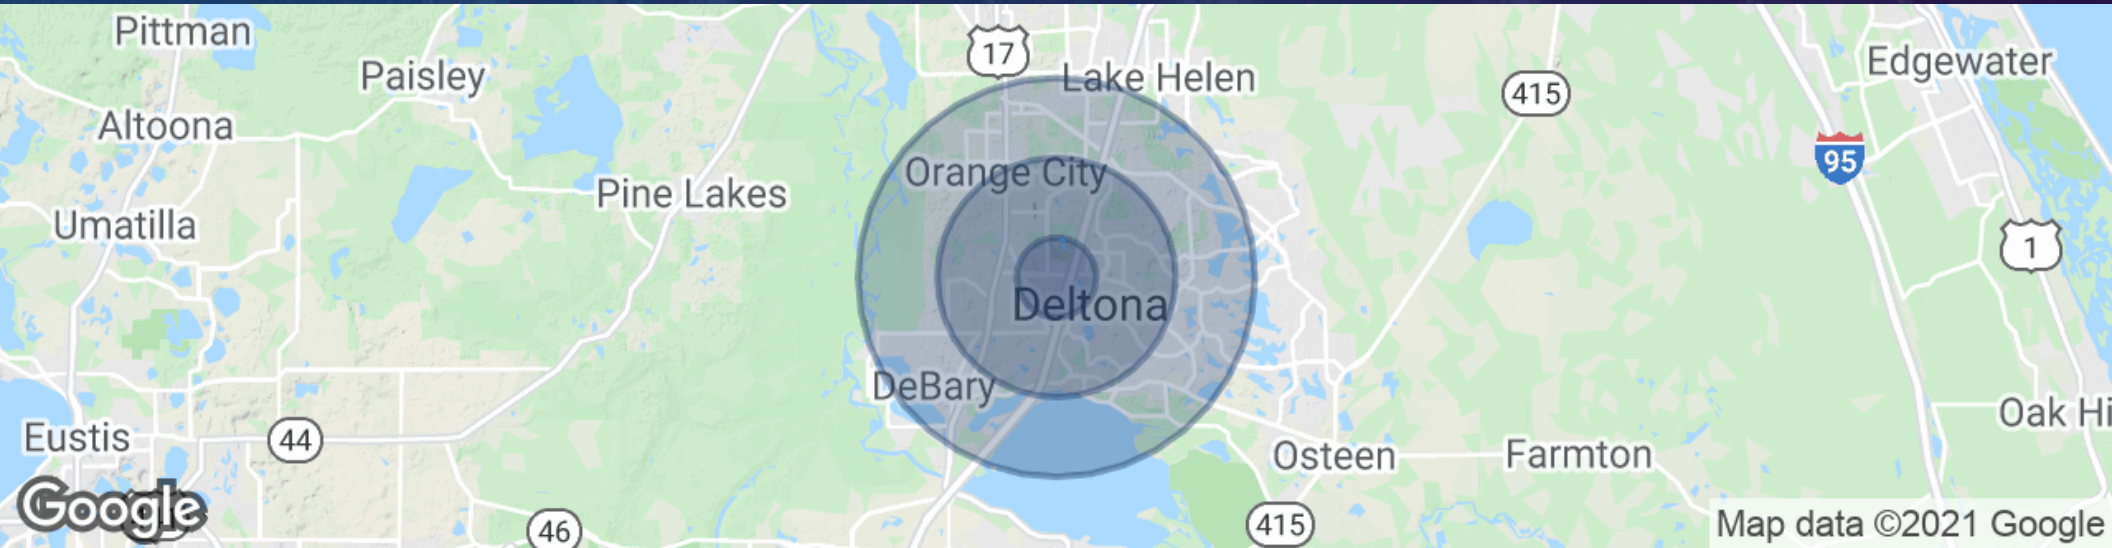 Pittman
17
Edgewater
Paisley
Lake Helen
415
Altoona
95
Orange City
Pine Lakes
Umatilla
1
Deltona
DeBary
Oak Hi
Eustis
44
Osteen
Farmton
Google
46
415
Map data ©2021 Google